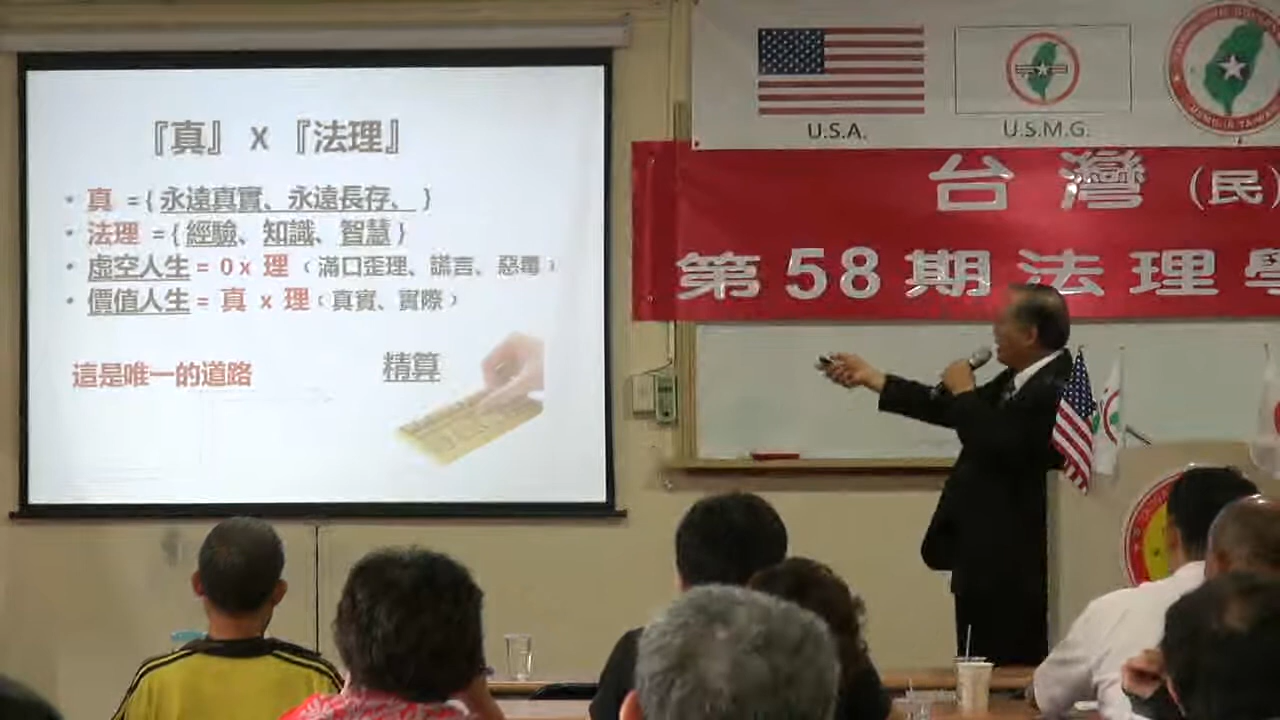 『真』 x 『法理』
• 真 = { 永遠真實、永遠長存、 }
• 法理 = { 經驗、知識、智慧 }
• 虛空人生 = 0 x 理 （滿口歪理、謊言、惡毒）
• 價值人生 = 真 x 理（真實、實際）
這是唯一的道路
精算
U.S.A.
U.S.M.G.
台灣(民)
第58期法理學